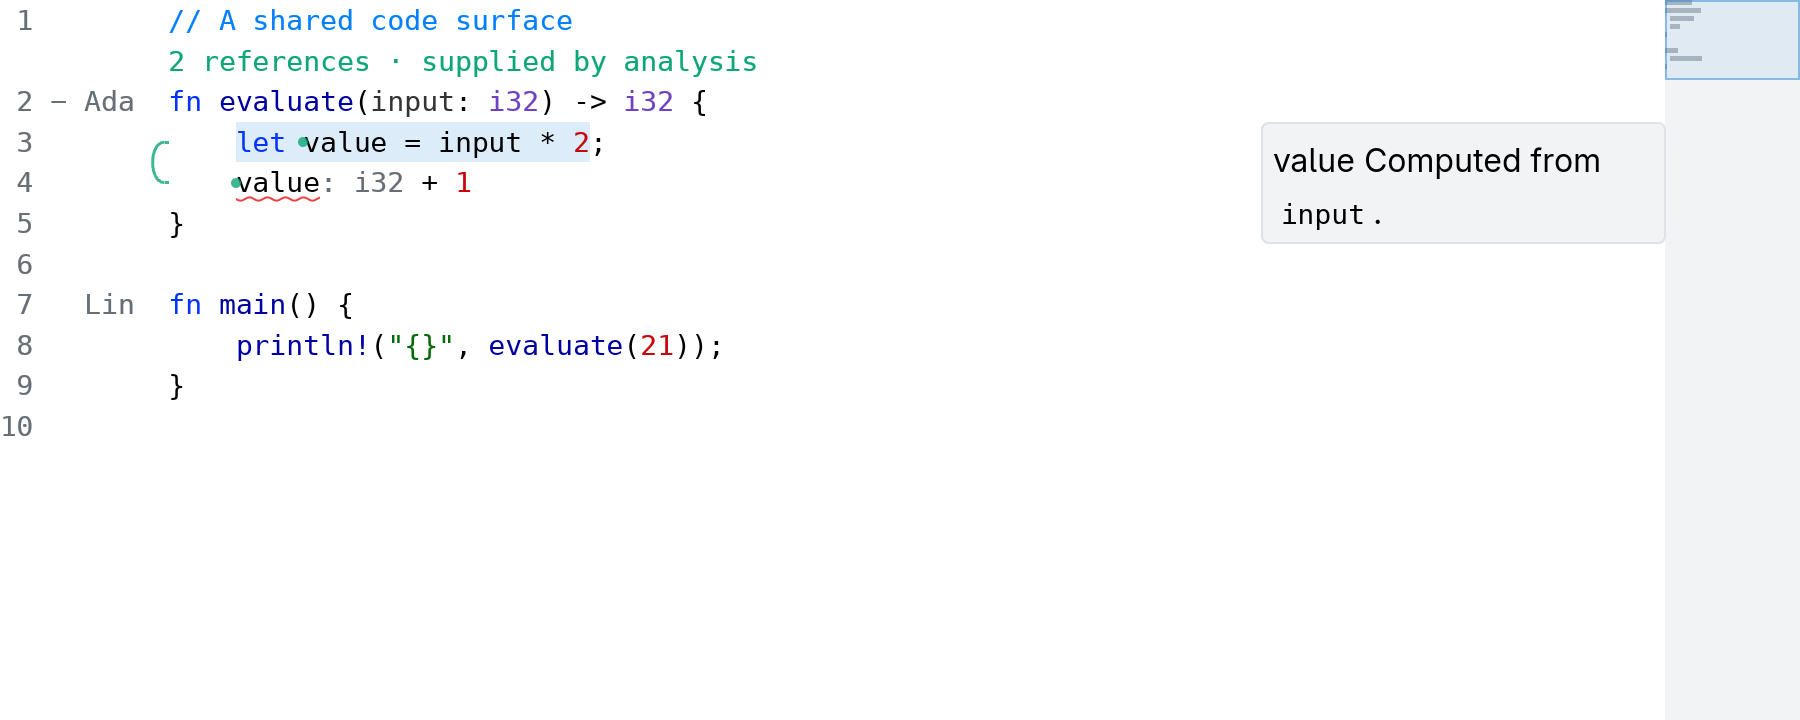 1 // A shared code surface
2 references · supplied by analysis
2 − Ada fn evaluate(input: i32) -> i32 {
3 let value = input * 2;
4 value: i32 + 1
5 }
6
7 Lin fn main() {
8 println!("{}", evaluate(21));
9 }
10
value Computed from
input.